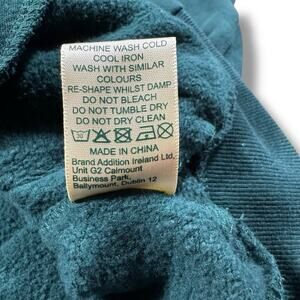 MACHINE WASH COLD
COOL IRON
WASH WITH SIMILAR
COLOURS
RE-SHAPE WHILST DAMP
DO NOT BLEACH
DO NOT TUMBLE DRY
DO NOT DRY CLEAN
30
MADE IN CHINA
Brand Addition Ireland Ltd,
Unit G2 Calmount
Business Park,
Ballymount, Dublin 12